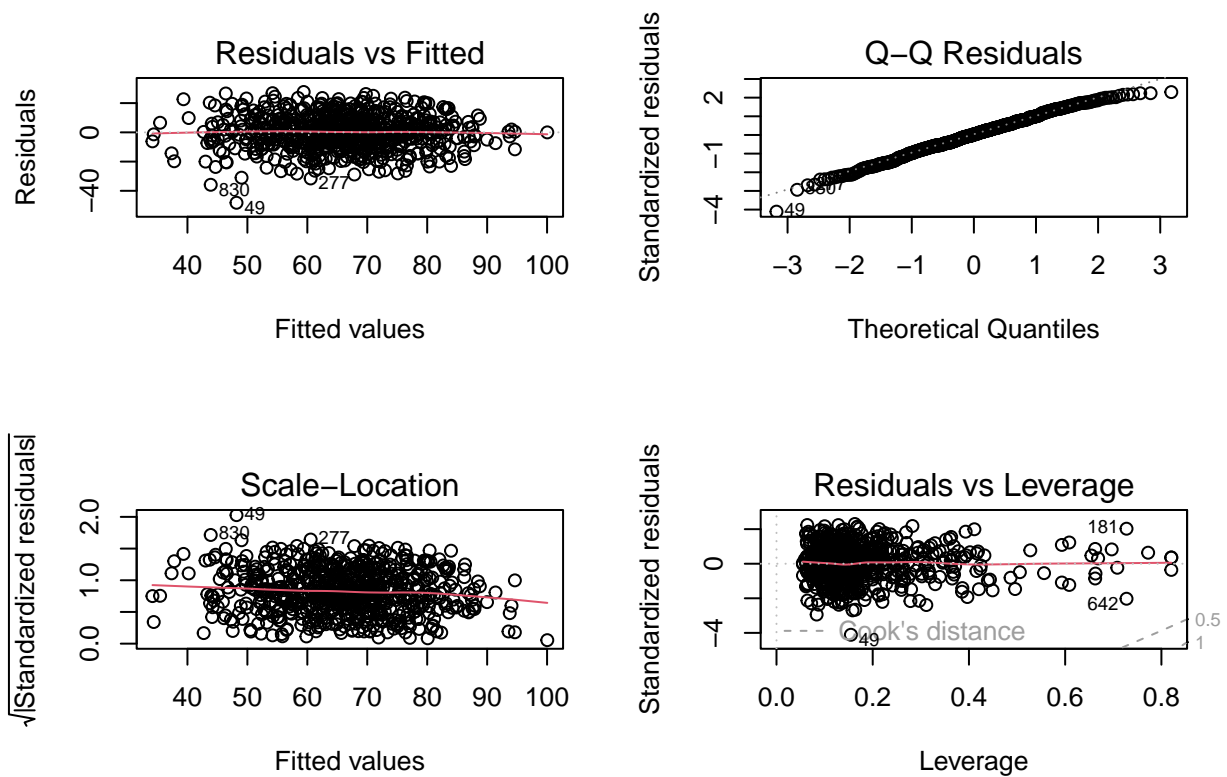 Residuals vs Fitted
Residuals
0
−40
830
277
49
40 50 60 70 80 90 100
Fitted values
Q−Q Residuals
Standardized residuals
2
−1
−4
49
−3 −2 −1 0 1 2 3
Theoretical Quantiles
Scale−Location
√|Standardized residuals|
2.0
1.0
0.0
49
830
277
40 50 60 70 80 90 100
Fitted values
Residuals vs Leverage
Standardized residuals
0
−4
181
642
Cook's distance
49
0.5
1
0.0 0.2 0.4 0.6 0.8
Leverage